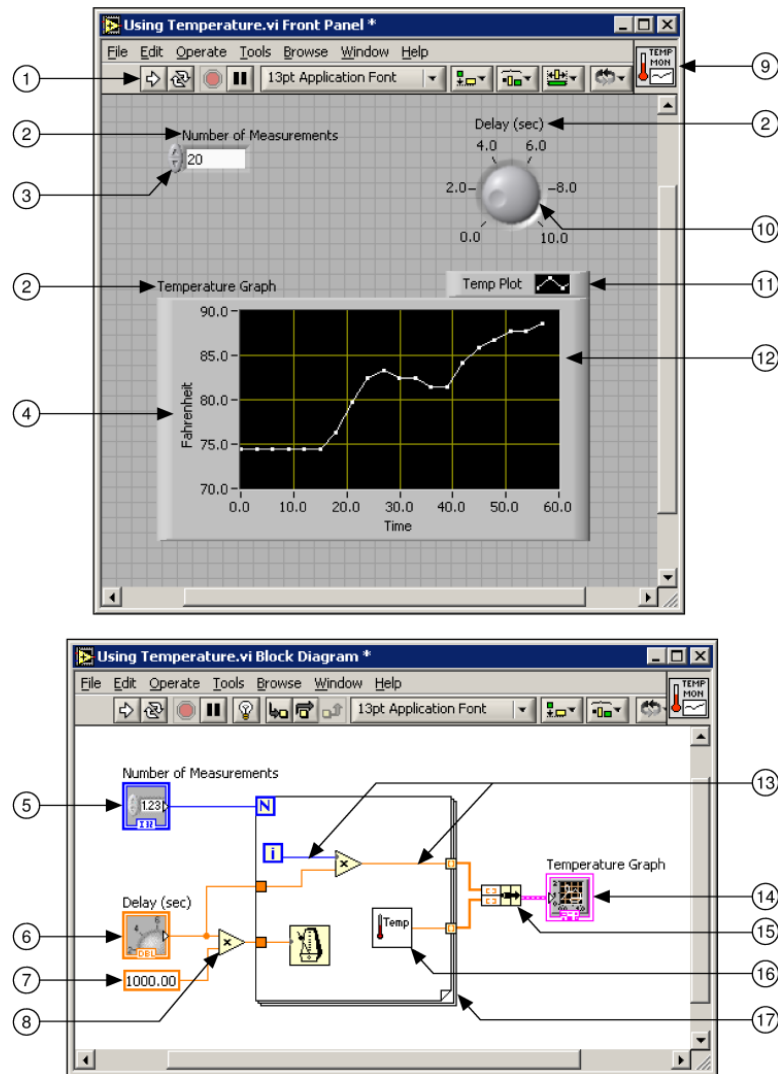 Using Temperature.vi Front Panel *
File Edit Operate Tools Browse Window Help
TEMP
MON
9
1
13pt Application Font
2
Number of Measurements
Delay (sec)
2
20
3
4.0
6.0
2.0
8.0
0.0
10.0
10
2
Temperature Graph
Temp Plot
11
90.0
85.0
80.0
75.0
70.0
12
4
Fahrenheit
0.0 10.0 20.0 30.0 40.0 50.0 60.0
Time
Using Temperature.vi Block Diagram *
File Edit Operate Tools Browse Window Help
TEMP
MON
13pt Application Font
Number of Measurements
13
5
1.23
I32
N
i
×
Temperature Graph
14
Delay (sec)
6
DBL
15
Temp
16
7
1000.00
×
8
17